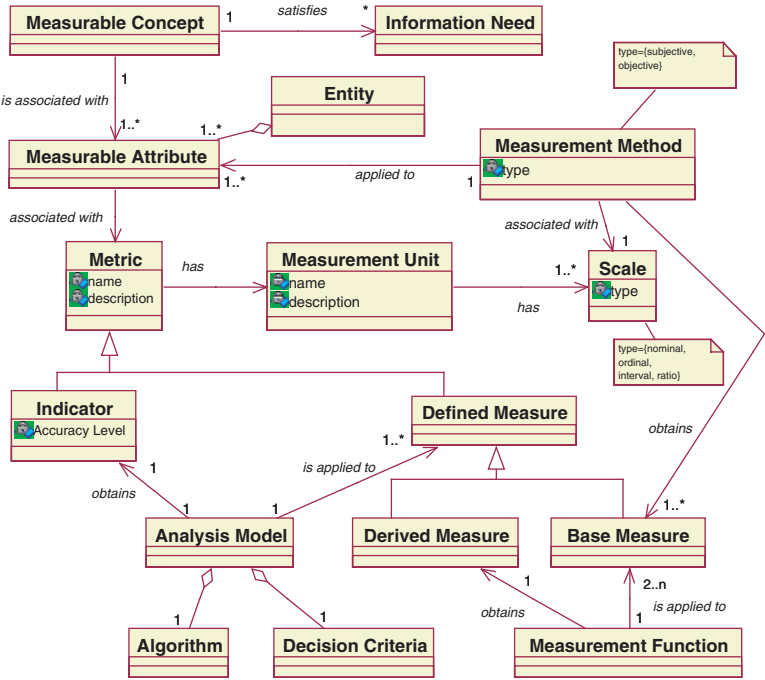 Measurable Concept
1
satisfies
*
Information Need
type={subjective,
objective}
1
is associated with
1..*
Entity
1..*
Measurable Attribute
1..*
applied to
1
Measurement Method
type
associated with
associated with
1
Metric
name
description
has
Measurement Unit
name
description
1..*
has
Scale
type
type={nominal,
ordinal,
interval, ratio}
Indicator
Accuracy Level
Defined Measure
1..*
is applied to
obtains
1
obtains
1
1
1..*
Analysis Model
Derived Measure
Base Measure
1
obtains
2..n
is applied to
1
1
1
Algorithm
Decision Criteria
Measurement Function